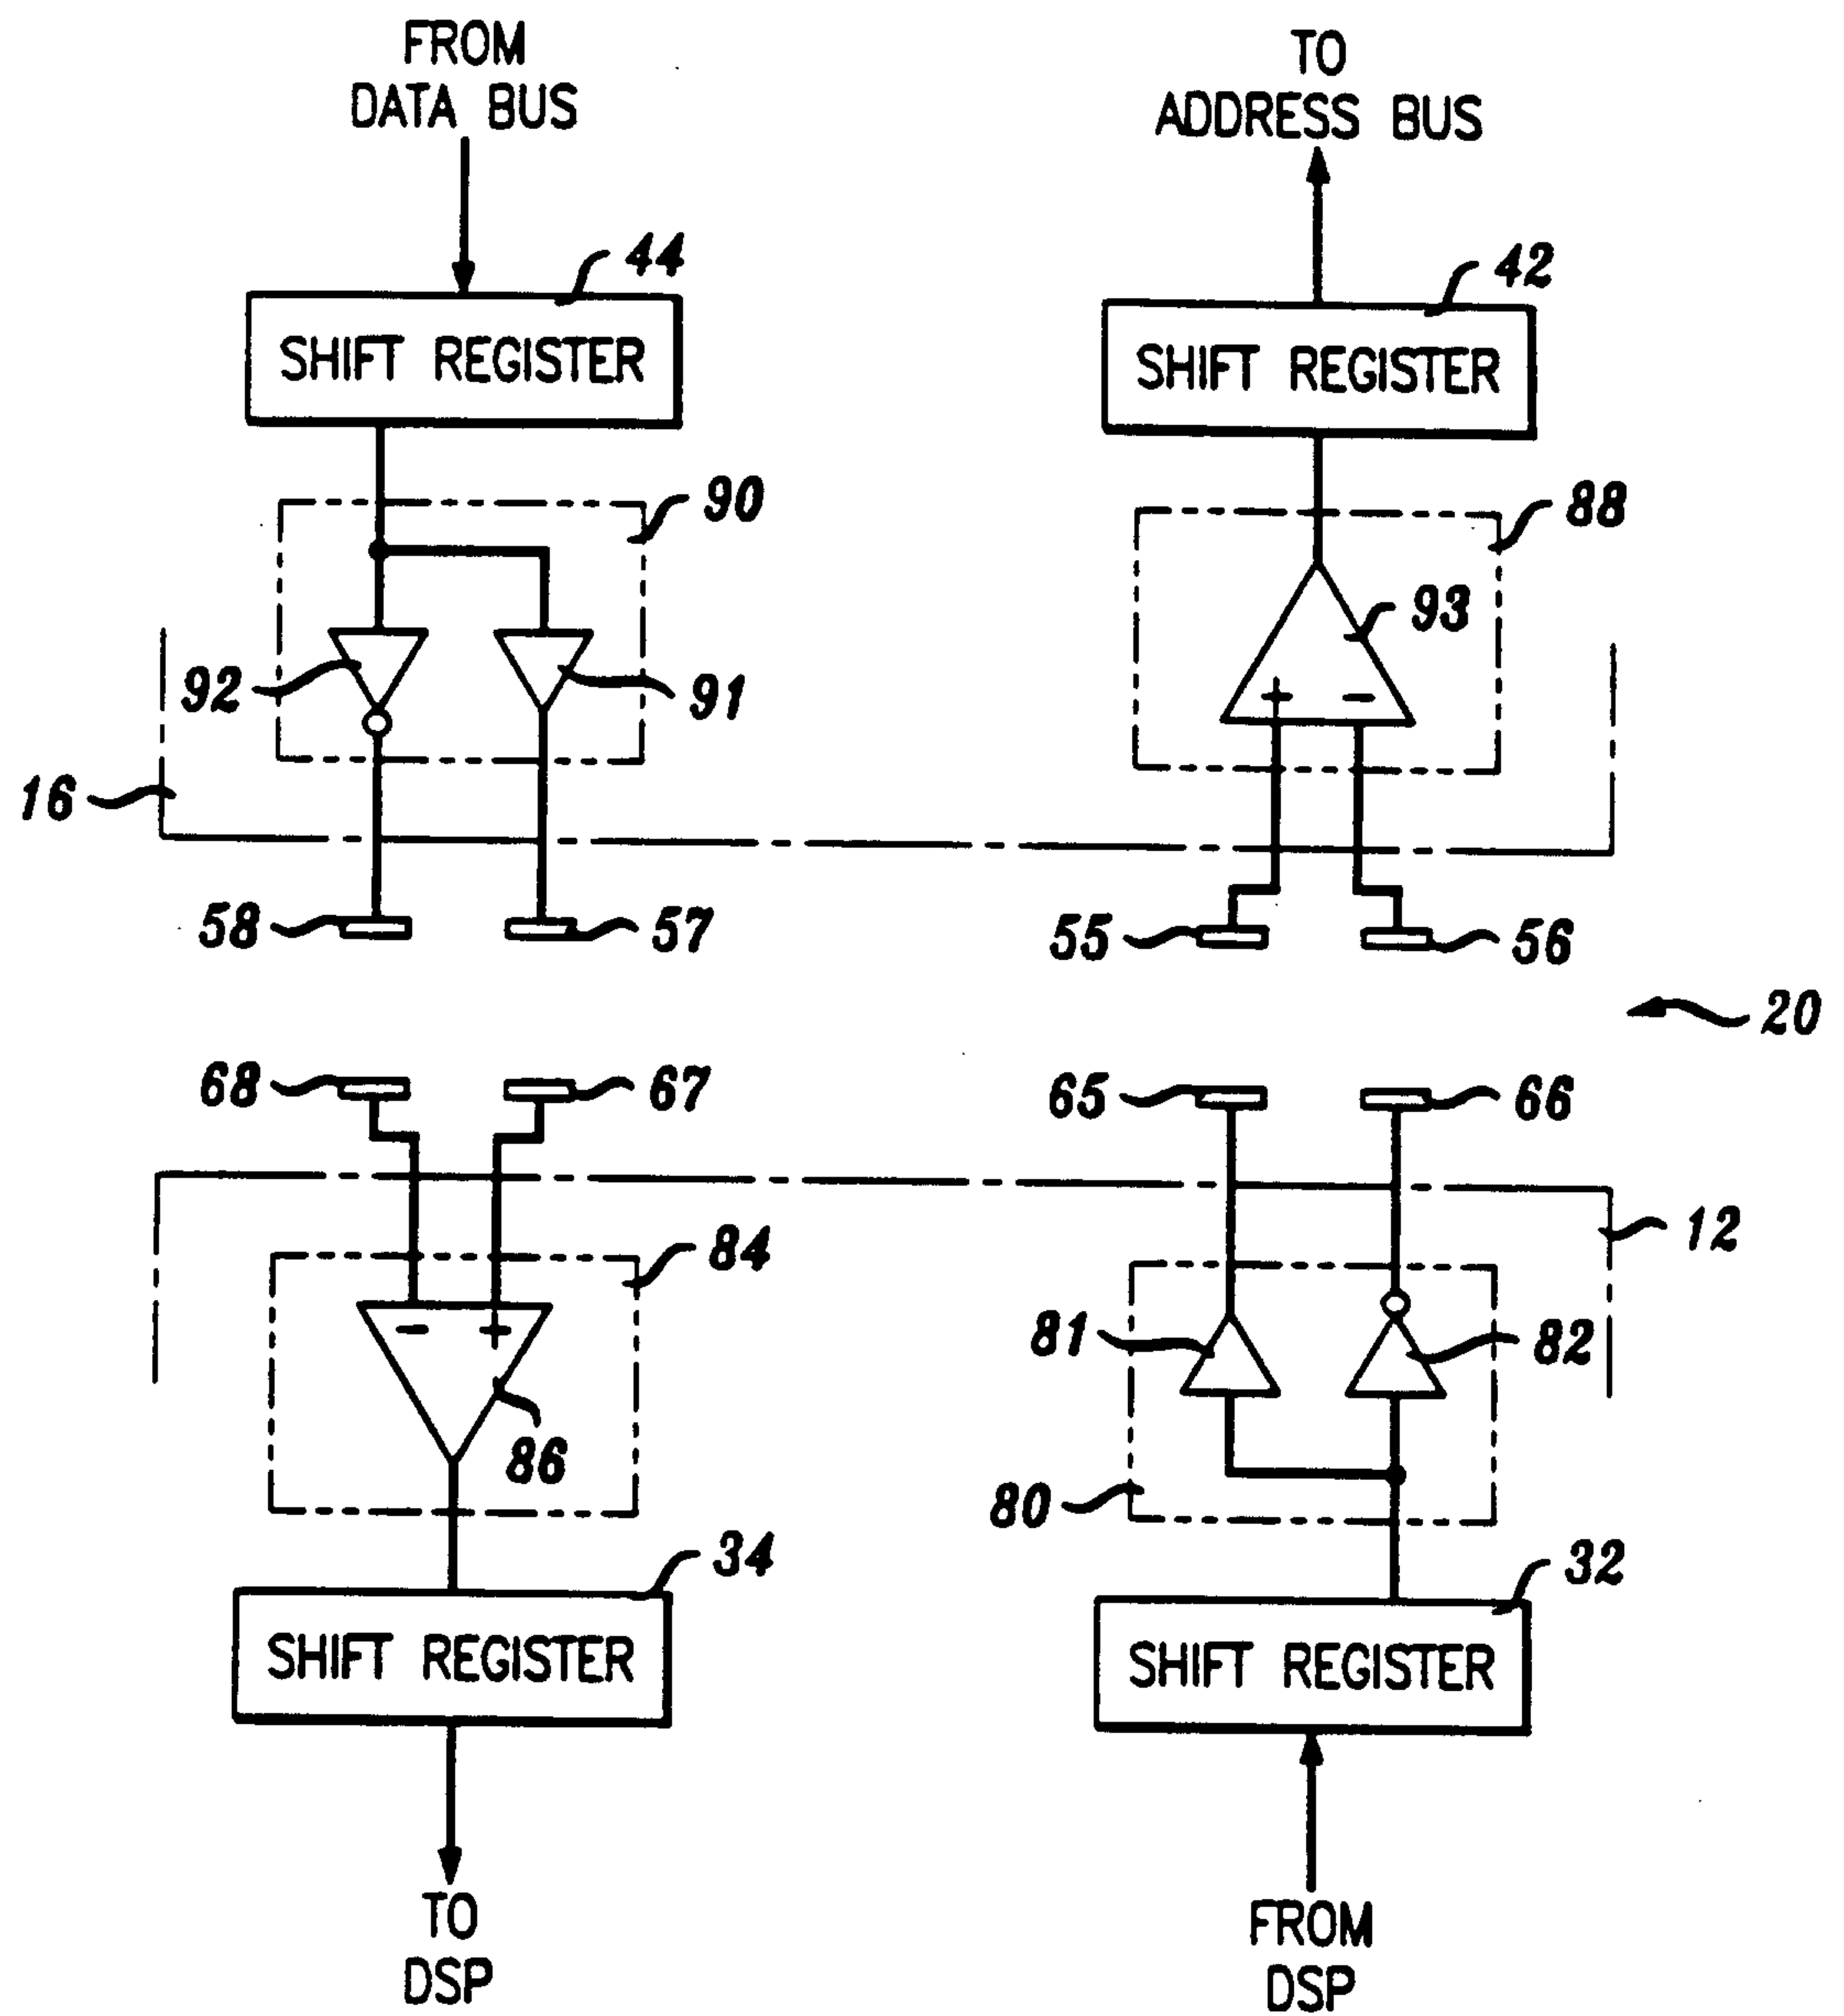 FROM
DATA BUS
TO
ADDRESS BUS
44
42
SHIFT REGISTER
SHIFT REGISTER
90
88
93
92
91
+ −
16
58
57
55
56
20
68
67
65
66
12
84
− +
81
82
86
80
34
32
SHIFT REGISTER
SHIFT REGISTER
TO
DSP
FROM
DSP